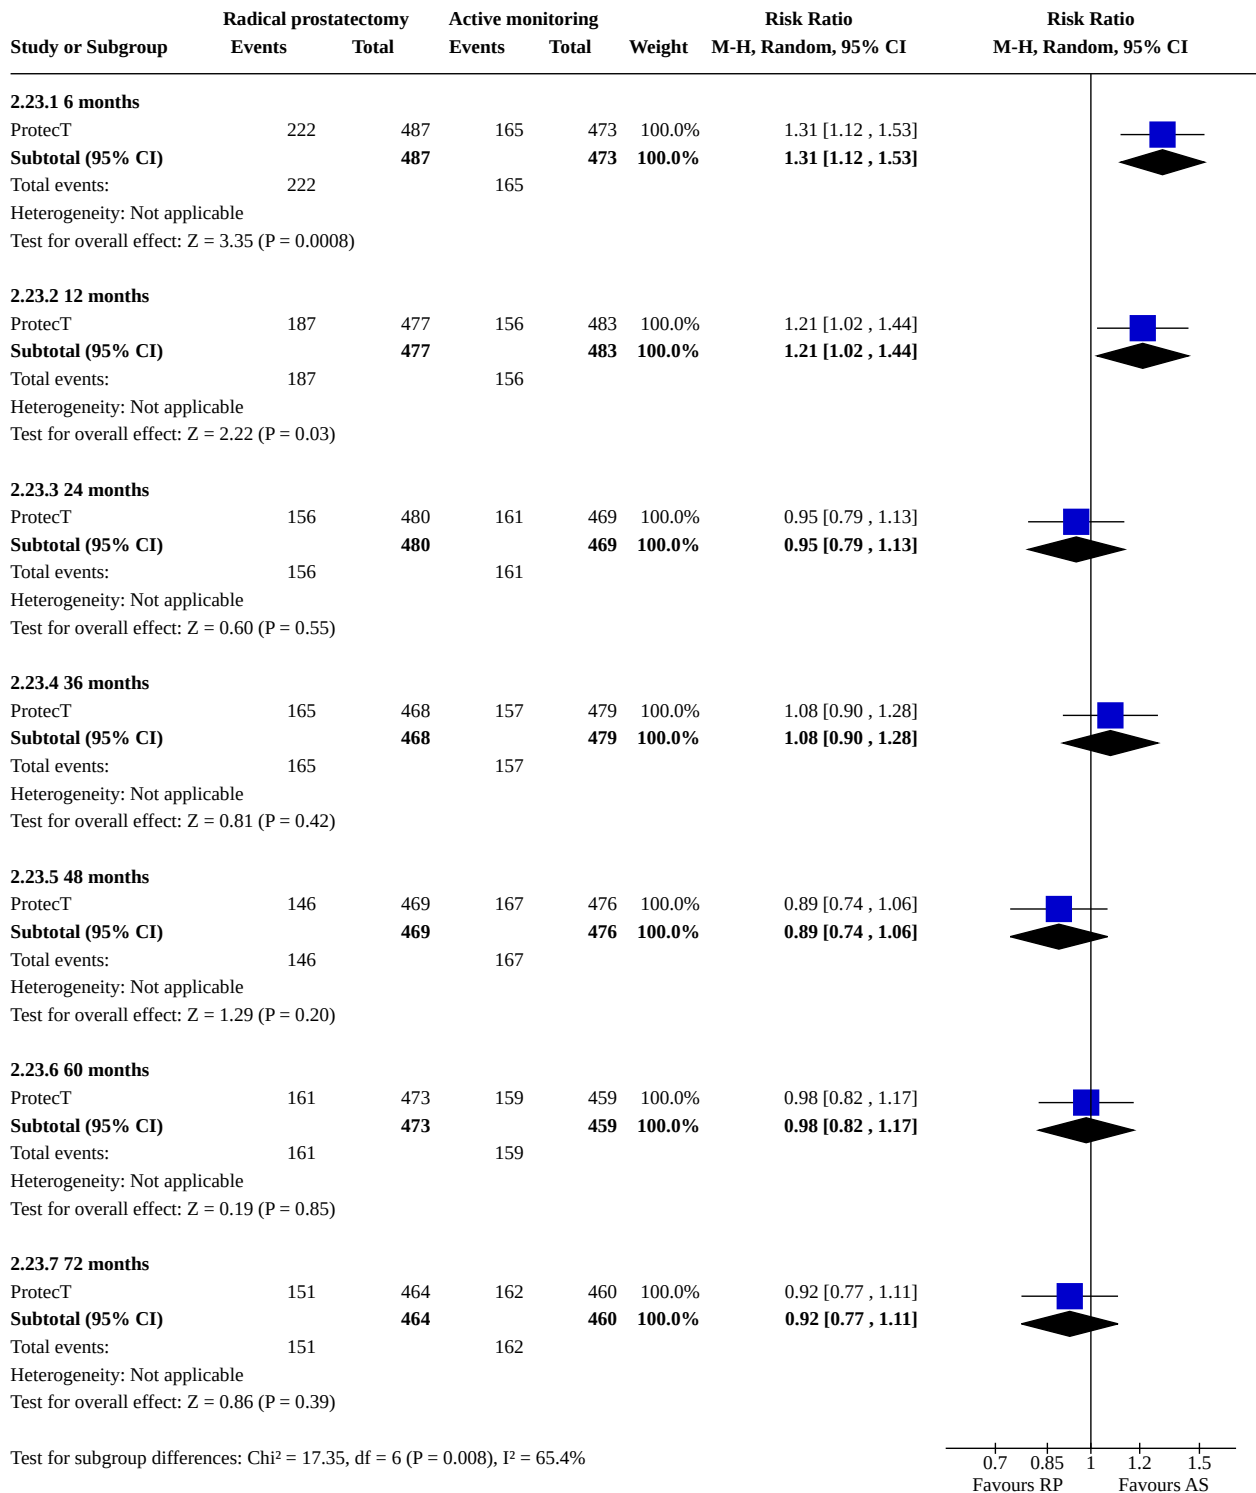 Radical prostatectomy Active monitoring Risk Ratio Risk Ratio
Study or Subgroup Events Total Events Total Weight M-H, Random, 95% CI M-H, Random, 95% CI
2.23.1 6 months
ProtecT 222 487 165 473 100.0% 1.31 [1.12 , 1.53]
Subtotal (95% CI) 487 473 100.0% 1.31 [1.12 , 1.53]
Total events: 222 165
Heterogeneity: Not applicable
Test for overall effect: Z = 3.35 (P = 0.0008)
2.23.2 12 months
ProtecT 187 477 156 483 100.0% 1.21 [1.02 , 1.44]
Subtotal (95% CI) 477 483 100.0% 1.21 [1.02 , 1.44]
Total events: 187 156
Heterogeneity: Not applicable
Test for overall effect: Z = 2.22 (P = 0.03)
2.23.3 24 months
ProtecT 156 480 161 469 100.0% 0.95 [0.79 , 1.13]
Subtotal (95% CI) 480 469 100.0% 0.95 [0.79 , 1.13]
Total events: 156 161
Heterogeneity: Not applicable
Test for overall effect: Z = 0.60 (P = 0.55)
2.23.4 36 months
ProtecT 165 468 157 479 100.0% 1.08 [0.90 , 1.28]
Subtotal (95% CI) 468 479 100.0% 1.08 [0.90 , 1.28]
Total events: 165 157
Heterogeneity: Not applicable
Test for overall effect: Z = 0.81 (P = 0.42)
2.23.5 48 months
ProtecT 146 469 167 476 100.0% 0.89 [0.74 , 1.06]
Subtotal (95% CI) 469 476 100.0% 0.89 [0.74 , 1.06]
Total events: 146 167
Heterogeneity: Not applicable
Test for overall effect: Z = 1.29 (P = 0.20)
2.23.6 60 months
ProtecT 161 473 159 459 100.0% 0.98 [0.82 , 1.17]
Subtotal (95% CI) 473 459 100.0% 0.98 [0.82 , 1.17]
Total events: 161 159
Heterogeneity: Not applicable
Test for overall effect: Z = 0.19 (P = 0.85)
2.23.7 72 months
ProtecT 151 464 162 460 100.0% 0.92 [0.77 , 1.11]
Subtotal (95% CI) 464 460 100.0% 0.92 [0.77 , 1.11]
Total events: 151 162
Heterogeneity: Not applicable
Test for overall effect: Z = 0.86 (P = 0.39)
Test for subgroup differences: Chi² = 17.35, df = 6 (P = 0.008), I² = 65.4%
0.7 0.85 1 1.2 1.5
Favours RP Favours AS